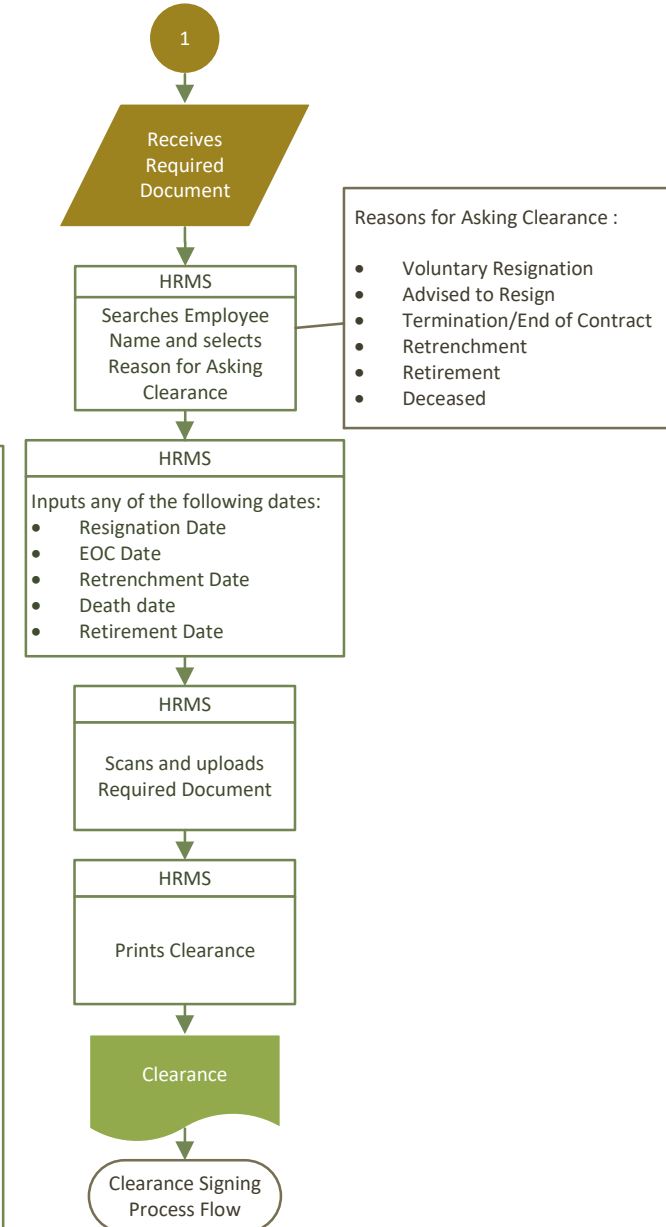 1
Receives
Required
Document
HRMS
Searches Employee
Name and selects
Reason for Asking
Clearance
Reasons for Asking Clearance :
● Voluntary Resignation
● Advised to Resign
● Termination/End of Contract
● Retrenchment
● Retirement
● Deceased
HRMS
Inputs any of the following dates:
● Resignation Date
● EOC Date
● Retrenchment Date
● Death date
● Retirement Date
HRMS
Scans and uploads
Required Document
HRMS
Prints Clearance
Clearance
Clearance Signing
Process Flow